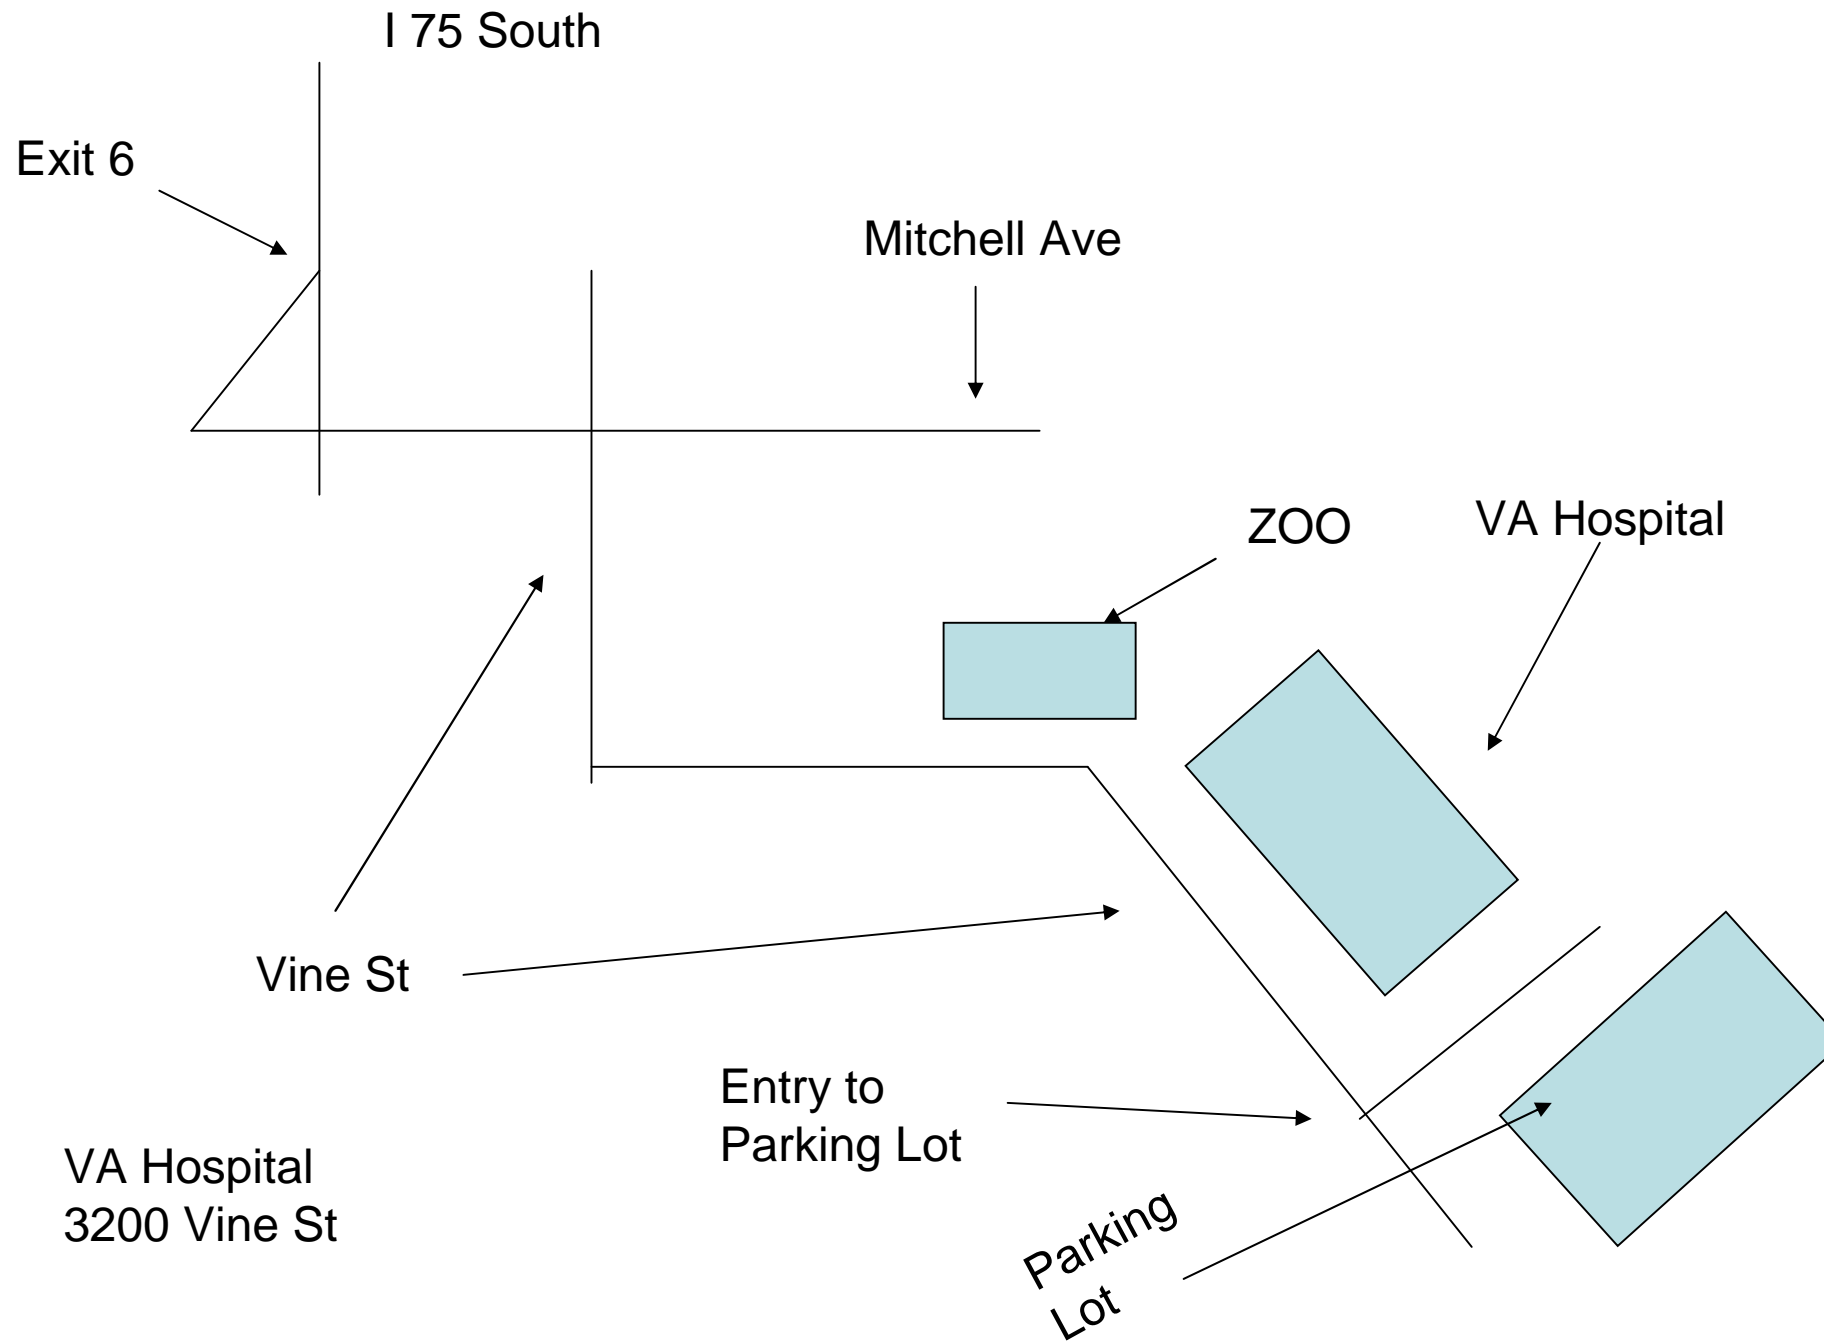 I 75 South
Exit 6
Mitchell Ave
ZOO
VA Hospital
Vine St
Entry to
Parking Lot
VA Hospital
3200 Vine St
Parking
Lot